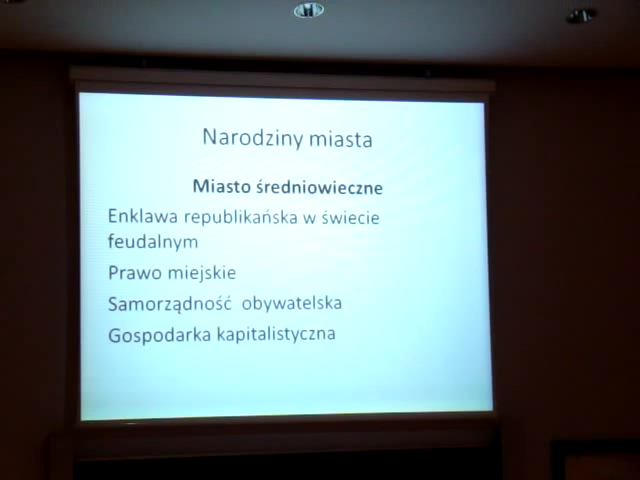 Narodziny miasta
Miasto średniowieczne
Enklawa republikańska w świecie
feudalnym
Prawo miejskie
Samorządność obywatelska
Gospodarka kapitalistyczna